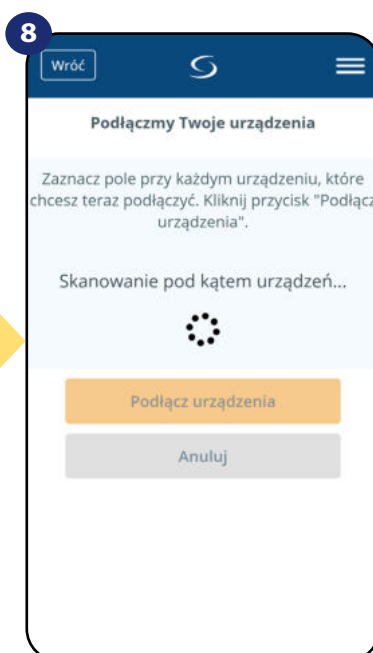 8
Wróć
Podłączmy Twoje urządzenia
Zaznacz pole przy każdym urządzeniu, które
chcesz teraz podłączyć. Kliknij przycisk "Podłącz
urządzenia".
Skanowanie pod kątem urządzeń...
Podłącz urządzenia
Anuluj